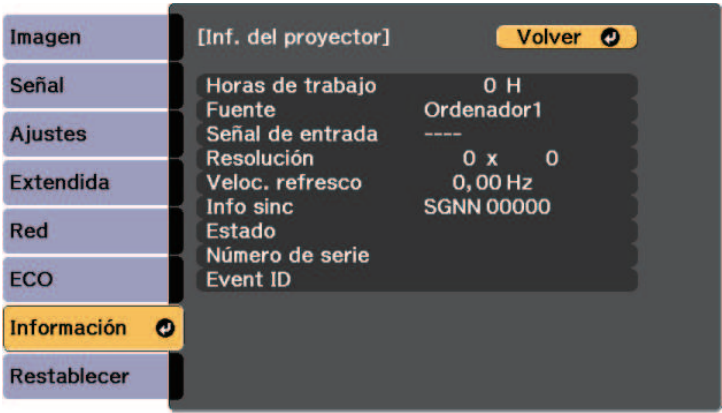 Imagen
Señal
Ajustes
Extendida
Red
ECO
Información
Restablecer
[Inf. del proyector]
Volver
Horas de trabajo 0 H
Fuente Ordenador1
Señal de entrada ----
Resolución 0 x 0
Veloc. refresco 0,00 Hz
Info sinc SGNN 00000
Estado
Número de serie
Event ID